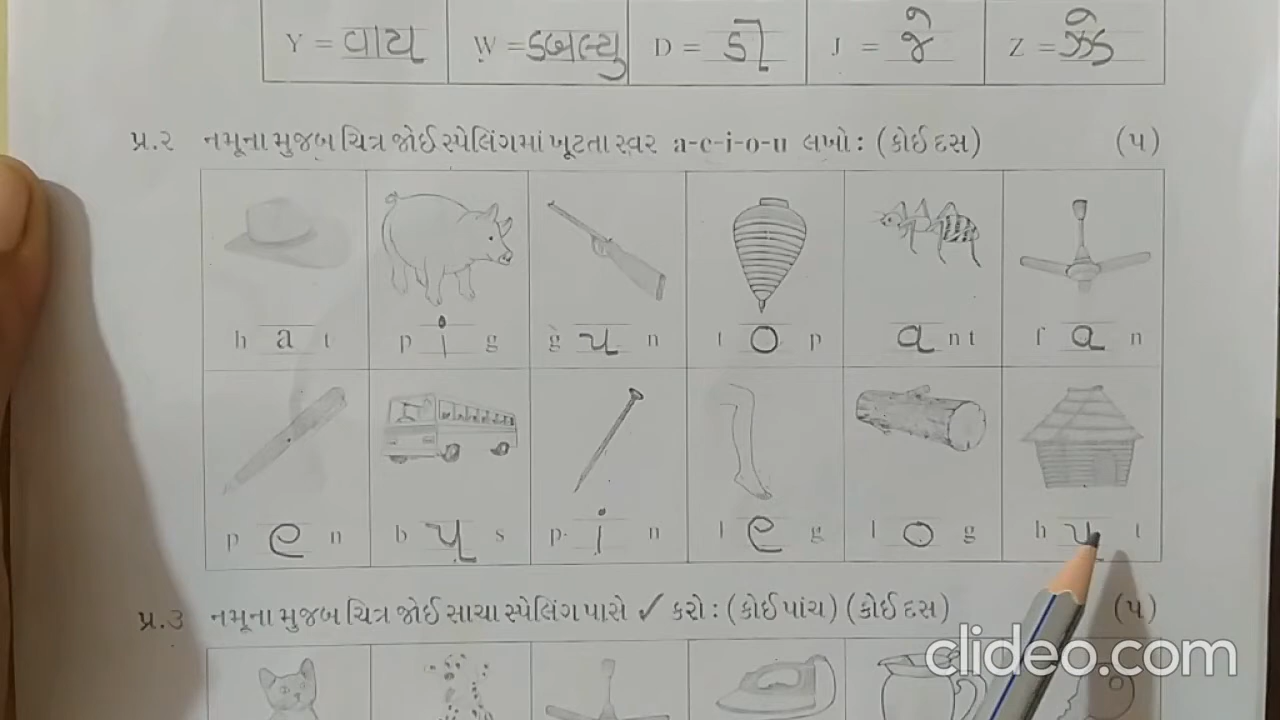 Y = વાય W = ડબલ્યુ D = ડી J = જે Z = ઝેડ
પ્ર.૨ નમૂના મુજબ ચિત્ર જોઈ સ્પેલિંગમાં ખૂટતા સ્વર a-e-i-o-u લખો : (કોઈ દસ) (૫)
h a t p i g g u n t o p a n t f a n
p e n b u s p i n l e g l o g h u t
પ્ર.૩ નમૂના મુજબ ચિત્ર જોઈ સાચા સ્પેલિંગ પાસે ✓ કરો : (કોઈ પાંચ) (કોઈ દસ) (૫)
clideo.com